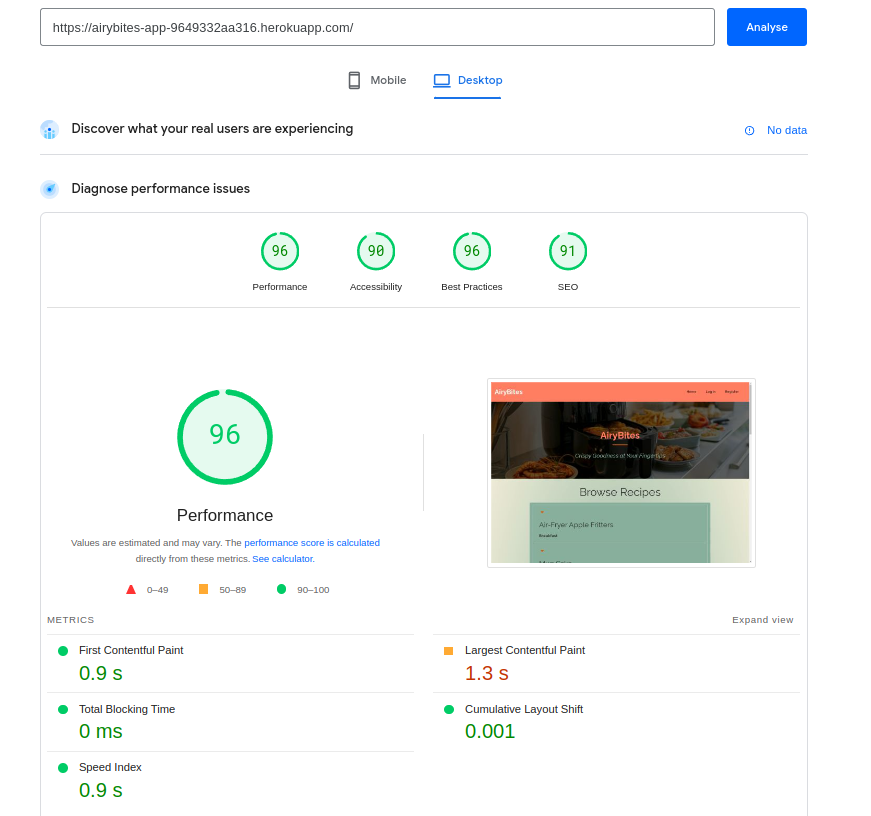 https://airybites-app-9649332aa316.herokuapp.com/
Analyse
Mobile
Desktop
Discover what your real users are experiencing
No data
Diagnose performance issues
96
90
96
91
Performance
Accessibility
Best Practices
SEO
96
Performance
Values are estimated and may vary. The performance score is calculated
directly from these metrics. See calculator.
0–49
50–89
90–100
AiryBites
Home
Log In
Register
AiryBites
Crispy Goodness at Your Fingertips
Browse Recipes
Air-Fryer Apple Fritters
Breakfast
METRICS
Expand view
First Contentful Paint
0.9 s
Largest Contentful Paint
1.3 s
Total Blocking Time
0 ms
Cumulative Layout Shift
0.001
Speed Index
0.9 s